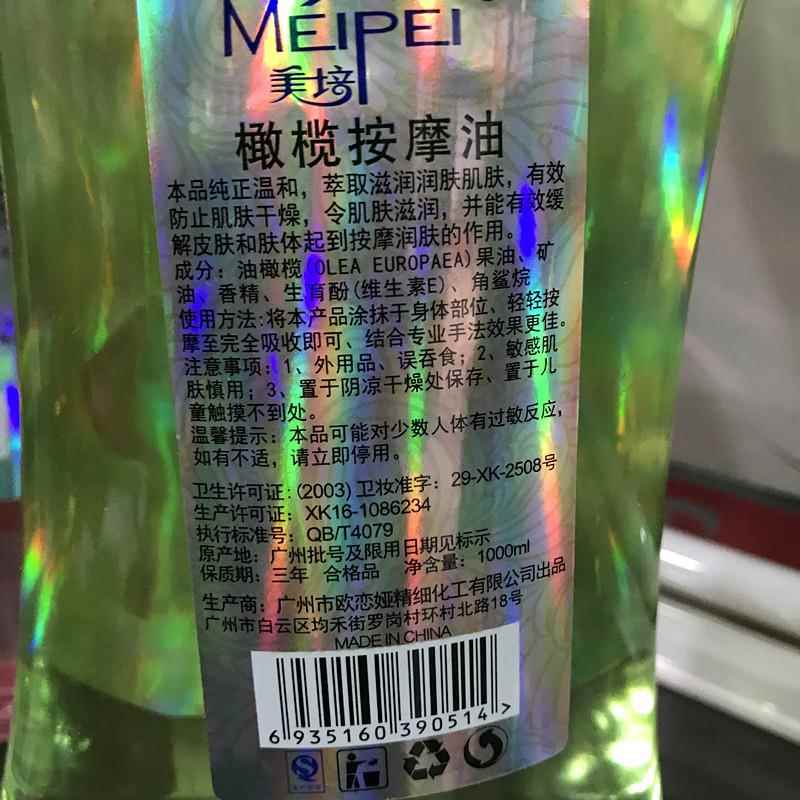 MEIPEI
美培
橄榄按摩油
本品纯正温和，萃取滋润润肤肌肤，有效
防止肌肤干燥，令肌肤滋润，并能有效缓
解皮肤和肤体起到按摩润肤的作用。
成分：油橄榄(OLEA EUROPAEA)果油、矿
油、香精、生育酚(维生素E)、角鲨烷
使用方法:将本产品涂抹于身体部位、轻轻按
摩至完全吸收即可、结合专业手法效果更佳。
注意事项：1、外用品、误吞食；2、敏感肌
肤慎用；3、置于阴凉干燥处保存、置于儿
童触摸不到处。
温馨提示：本品可能对少数人体有过敏反应，
如有不适，请立即停用。
卫生许可证:(2003)卫妆准字：29-XK-2508号
生产许可证：XK16-1086234
执行标准号：QB/T4079
原产地：广州批号及限用日期见标示
保质期：三年 合格品 净含量：1000ml
生产商：广州市欧恋娅精细化工有限公司出品
广州市白云区均禾街罗岗村环村北路18号
MADE IN CHINA
6 935160 390514 >